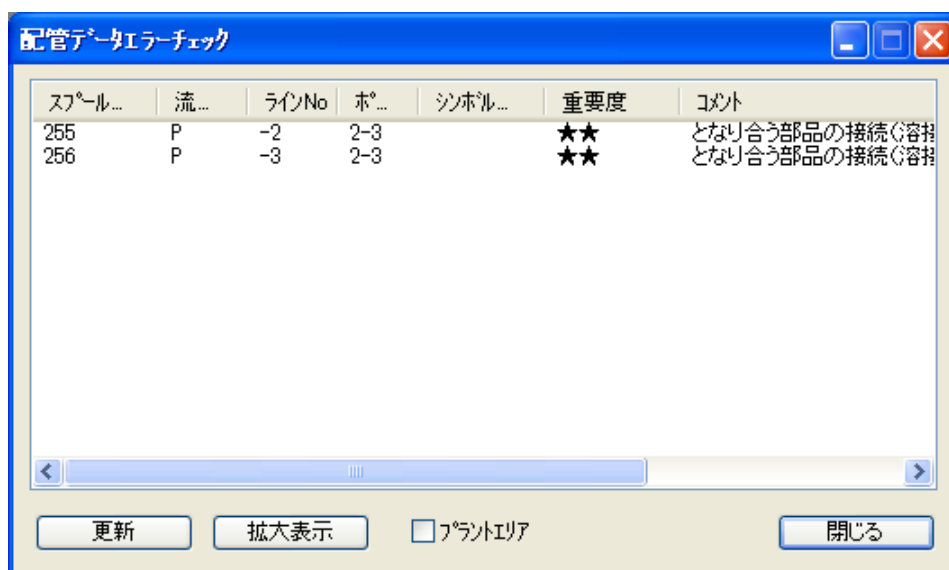 配管ﾃﾞｰﾀｴﾗｰﾁｪｯｸ
ｽﾌﾟｰﾙ... 流... ﾗｲﾝNo ﾎﾟ... ｼﾝﾎﾞﾙ... 重要度 ｺﾒﾝﾄ
255 P -2 2-3 ★★ となり合う部品の接続(溶接
256 P -3 2-3 ★★ となり合う部品の接続(溶接
更新 拡大表示 ﾌﾟﾗﾝﾄｴﾘｱ 閉じる